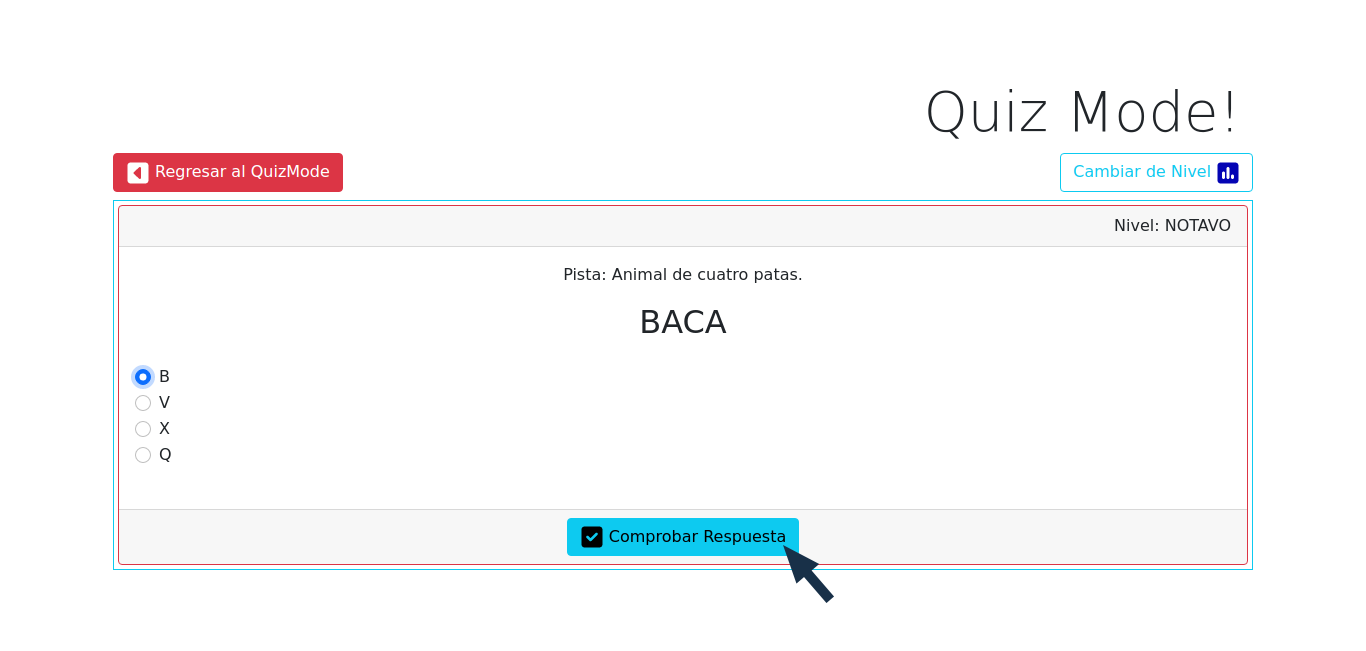 Quiz Mode!
Regresar al QuizMode
Cambiar de Nivel
Nivel: NOTAVO
Pista: Animal de cuatro patas.
BACA
B
V
X
Q
Comprobar Respuesta